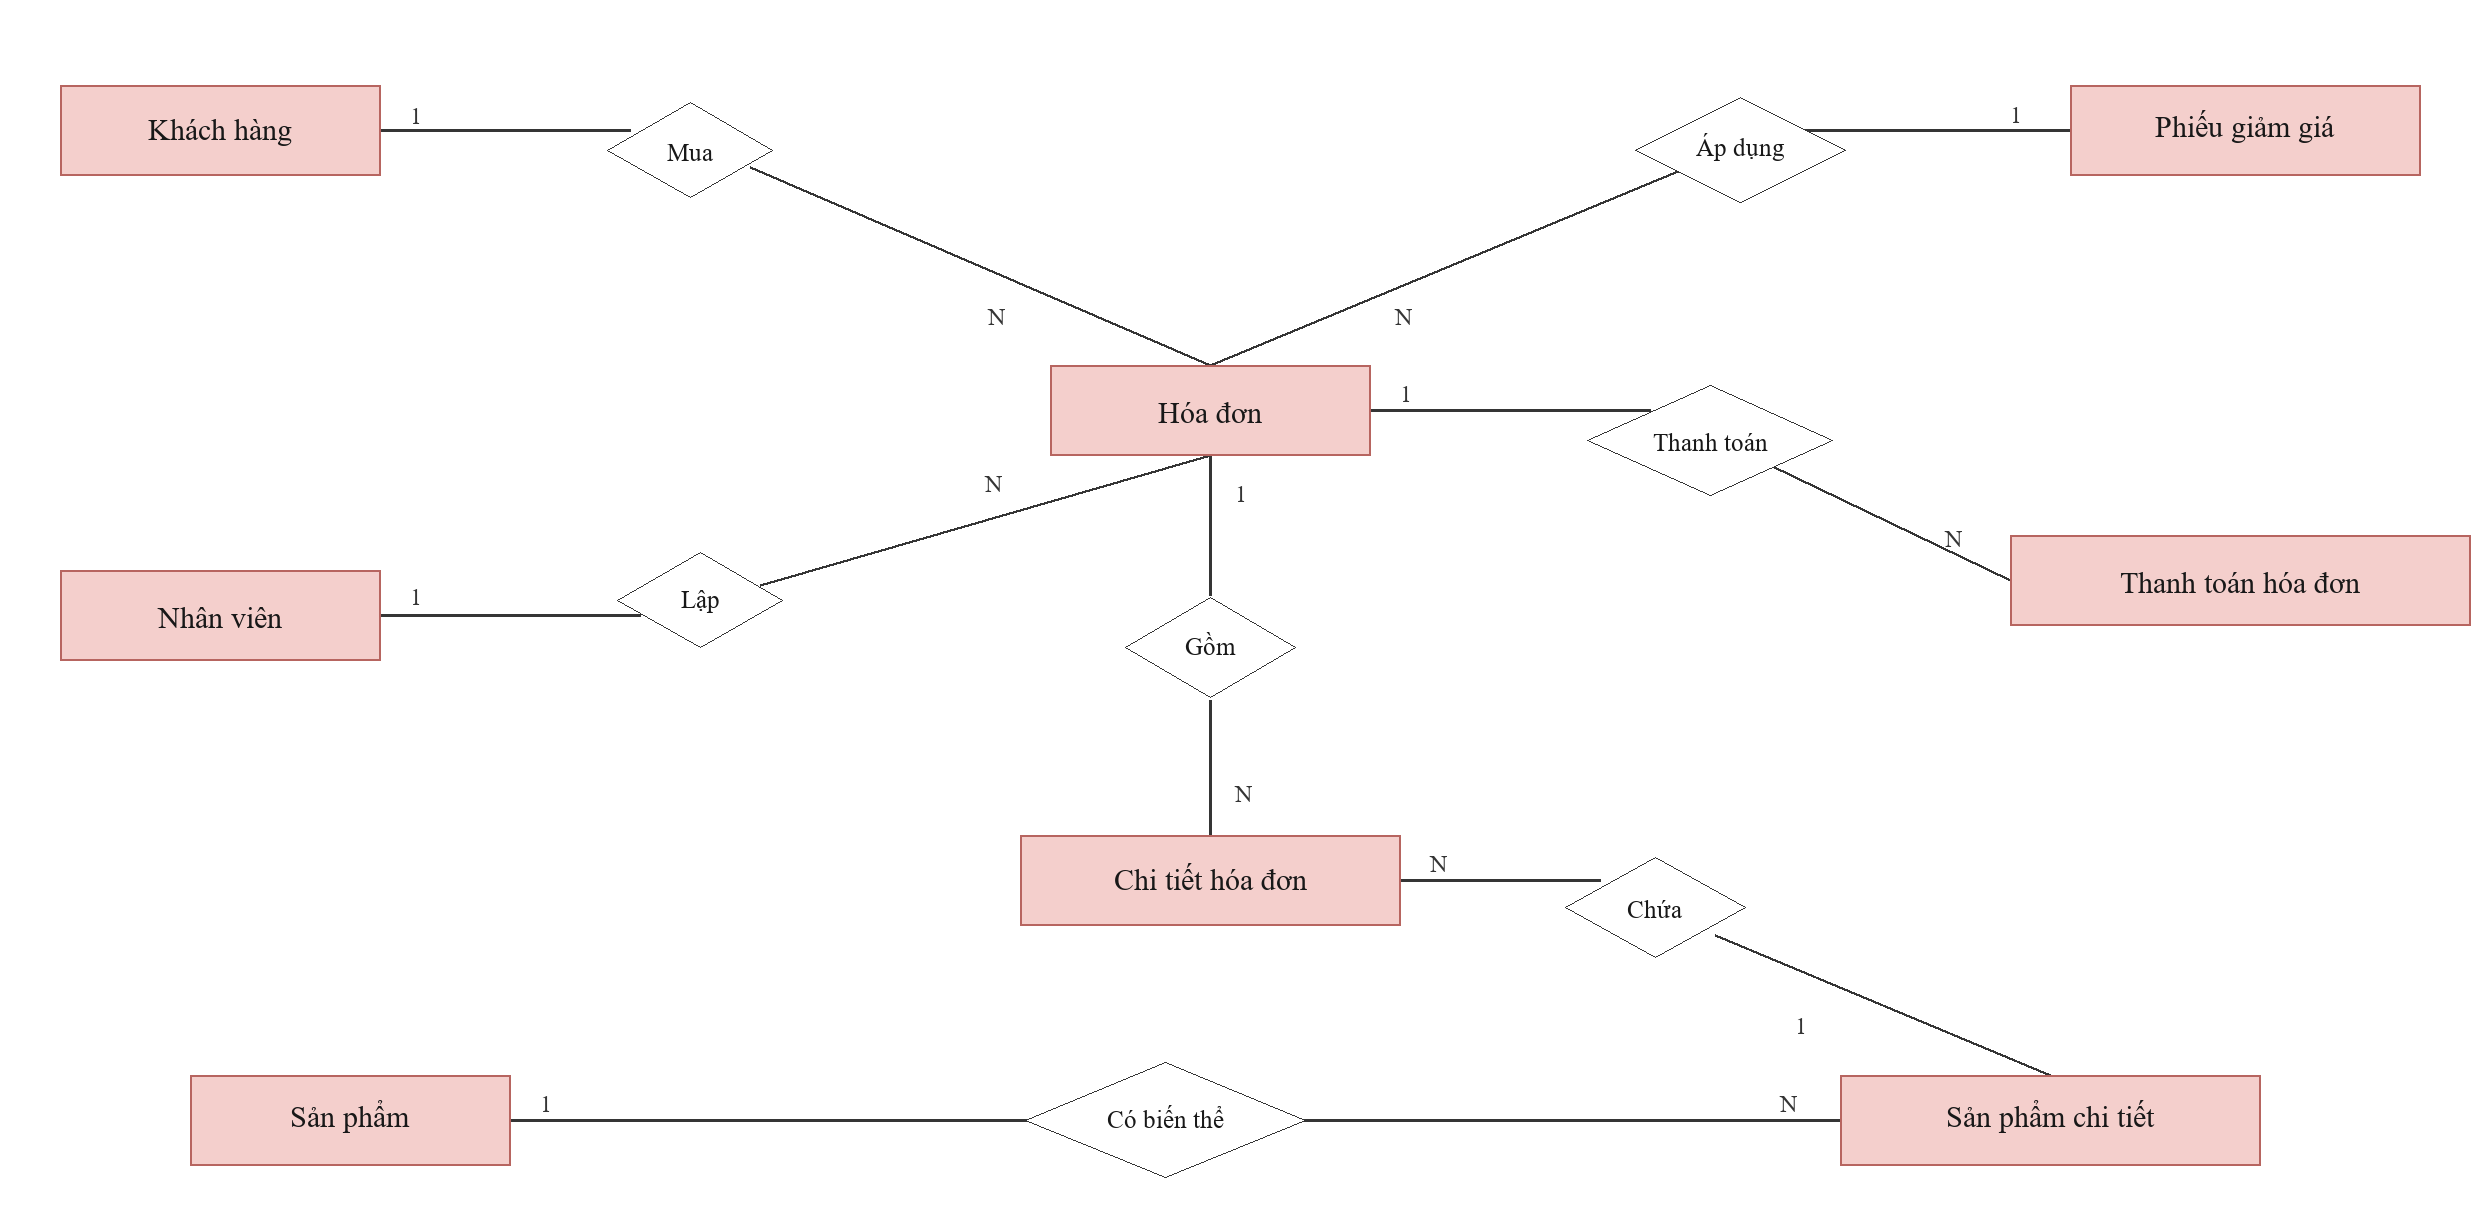 Khách hàng
1
Mua
Áp dụng
1
Phiếu giảm giá
N
N
Hóa đơn
1
Thanh toán
N
1
N
Thanh toán hóa đơn
Nhân viên
1
Lập
Gồm
N
Chi tiết hóa đơn
N
Chứa
1
Sản phẩm
1
Có biến thể
N
Sản phẩm chi tiết